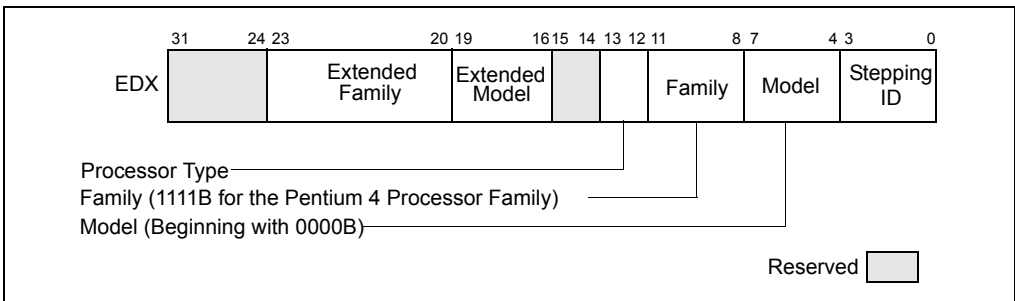 31 24 23 20 19 16 15 14 13 12 11 8 7 4 3 0
EDX
Extended
Family
Extended
Model
Family
Model
Stepping
ID
Processor Type
Family (1111B for the Pentium 4 Processor Family)
Model (Beginning with 0000B)
Reserved